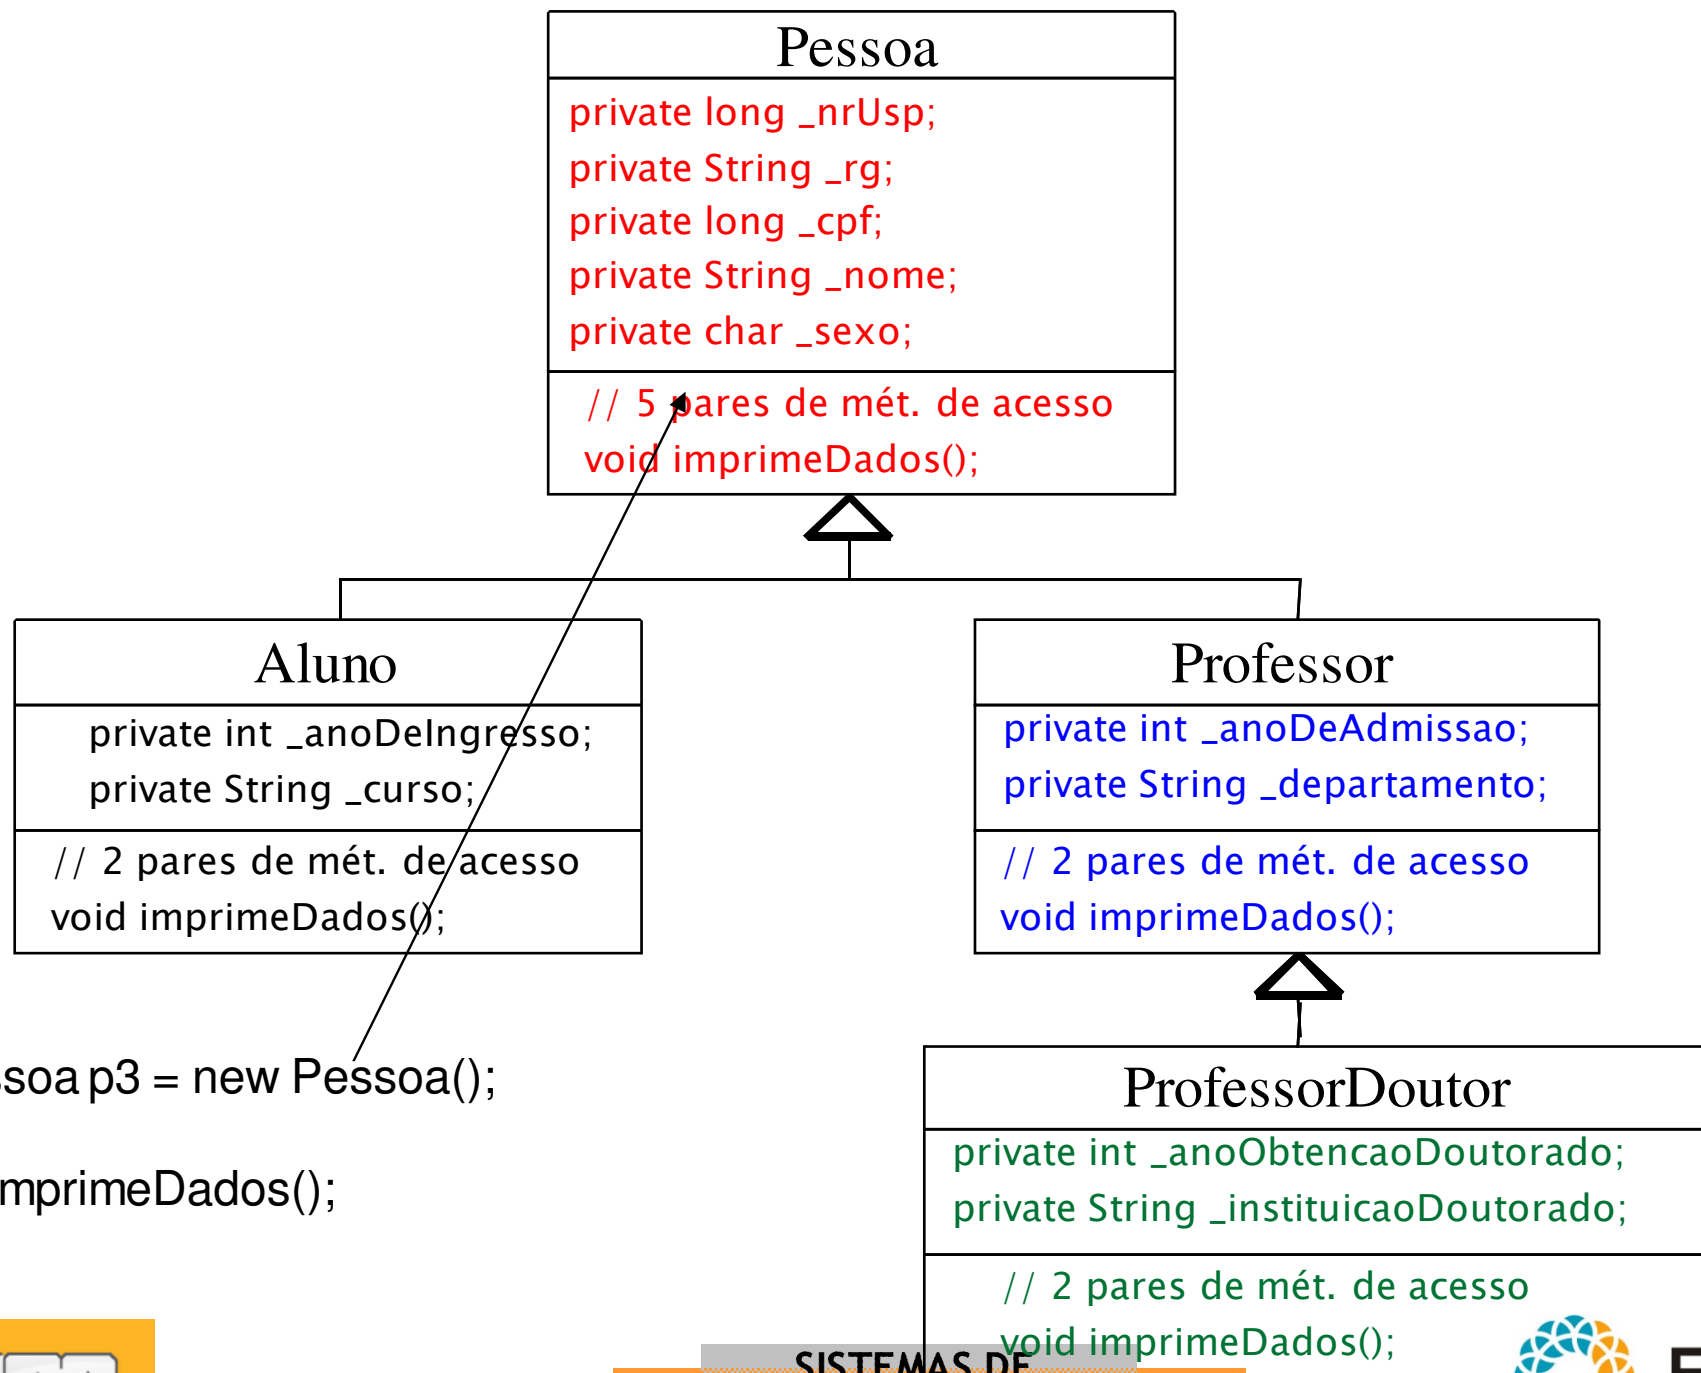 Pessoa
private long _nrUsp;
private String _rg;
private long _cpf;
private String _nome;
private char _sexo;
// 5 pares de mét. de acesso
void imprimeDados();
Aluno
private int _anoDeIngresso;
private String _curso;
// 2 pares de mét. de acesso
void imprimeDados();
Professor
private int _anoDeAdmissao;
private String _departamento;
// 2 pares de mét. de acesso
void imprimeDados();
ssoa p3 = new Pessoa();
mprimeDados();
ProfessorDoutor
private int _anoObtencaoDoutorado;
private String _instituicaoDoutorado;
// 2 pares de mét. de acesso
void imprimeDados();
SISTEMAS DE